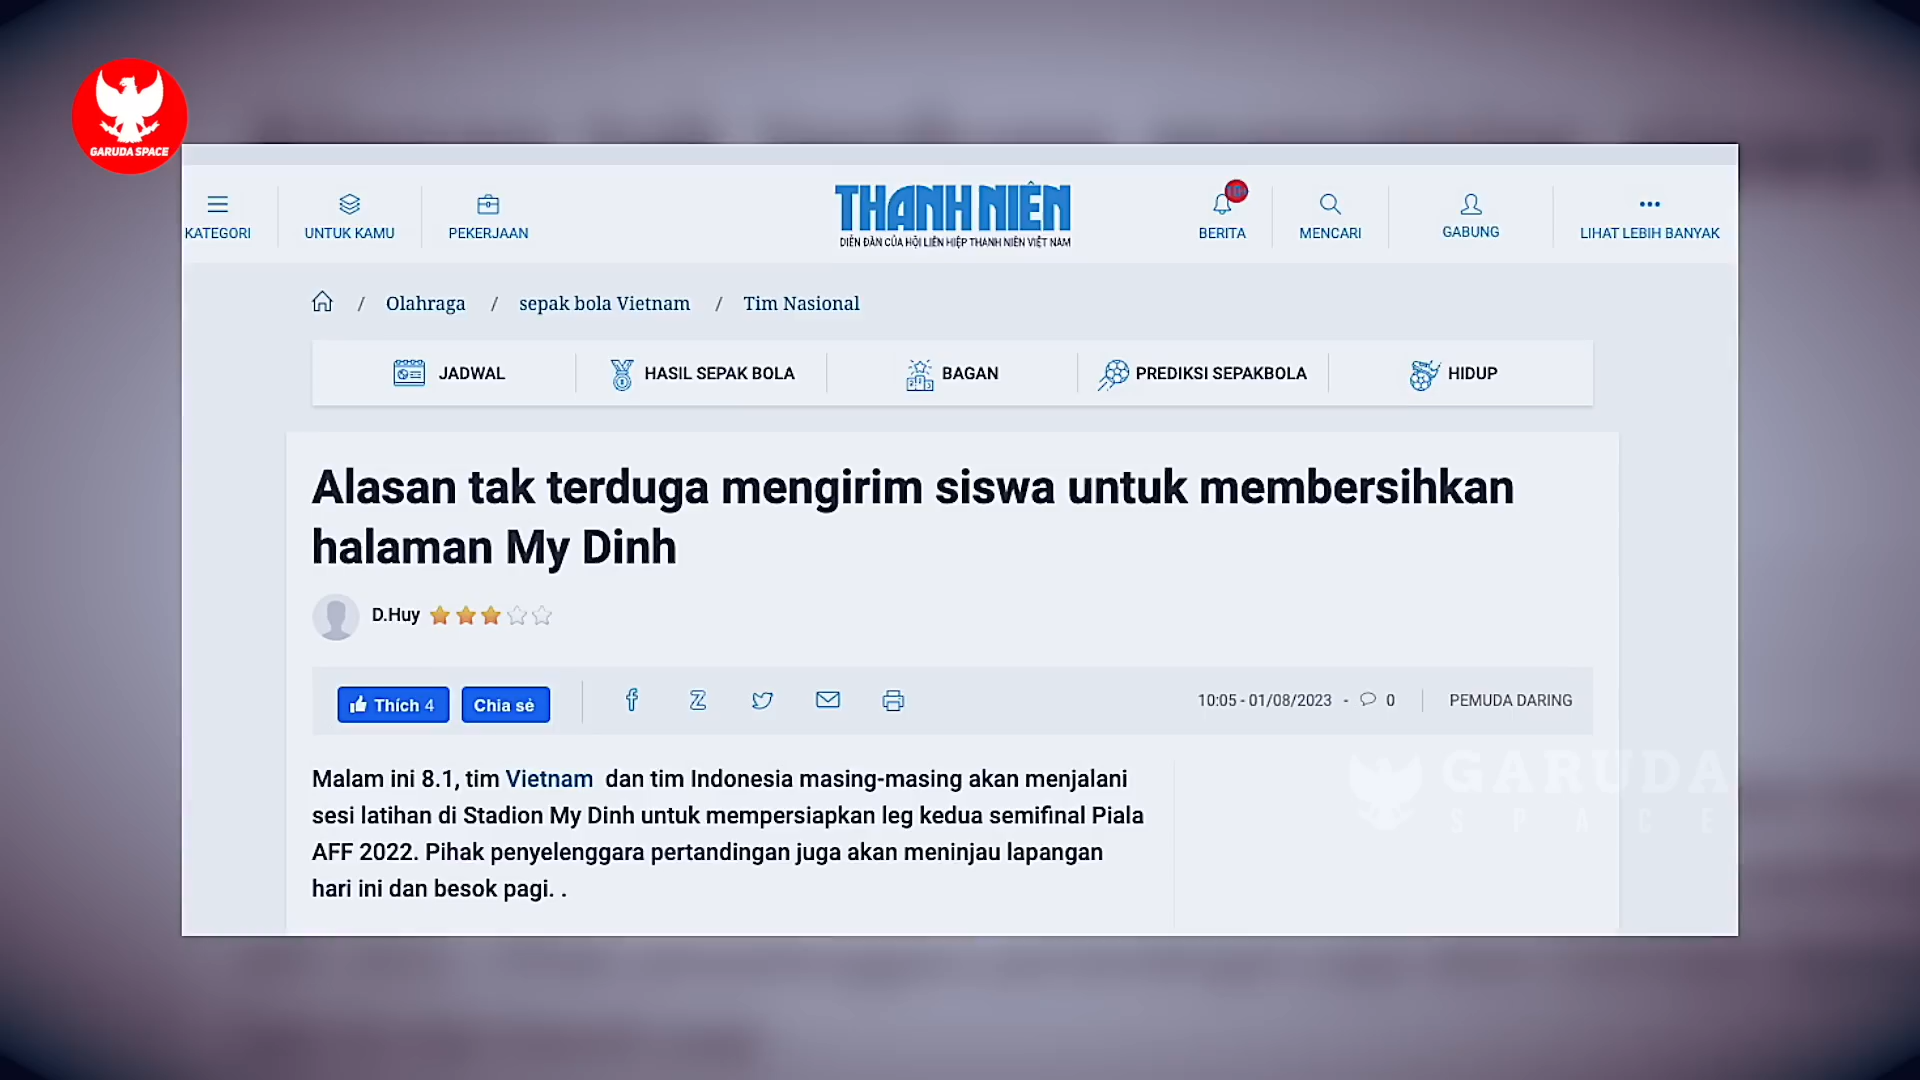 GARUDA SPACE
KATEGORI
UNTUK KAMU
PEKERJAAN
THANH NIÊN
DIỄN ĐÀN CỦA HỘI LIÊN HIỆP THANH NIÊN VIỆT NAM
BERITA
MENCARI
GABUNG
LIHAT LEBIH BANYAK
/ Olahraga / sepak bola Vietnam / Tim Nasional
JADWAL
HASIL SEPAK BOLA
BAGAN
PREDIKSI SEPAKBOLA
HIDUP
Alasan tak terduga mengirim siswa untuk membersihkan
halaman My Dinh
D.Huy
Thích 4
Chia sẻ
10:05 - 01/08/2023 - 0
PEMUDA DARING
Malam ini 8.1, tim Vietnam dan tim Indonesia masing-masing akan menjalani
sesi latihan di Stadion My Dinh untuk mempersiapkan leg kedua semifinal Piala
AFF 2022. Pihak penyelenggara pertandingan juga akan meninjau lapangan
hari ini dan besok pagi. .
GARUDA
SPACE